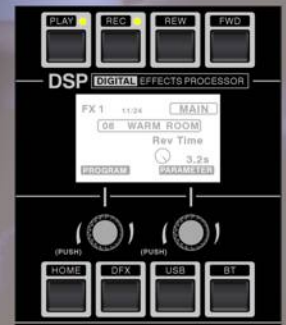 PLAY REC REW FWD
DSP DIGITAL EFFECTS PROCESSOR
FX 1 11:24 MAIN
06 WARM ROOM
Rev Time
3.2s
PROGRAM PARAMETER
(PUSH) (PUSH)
HOME DFX USB BT